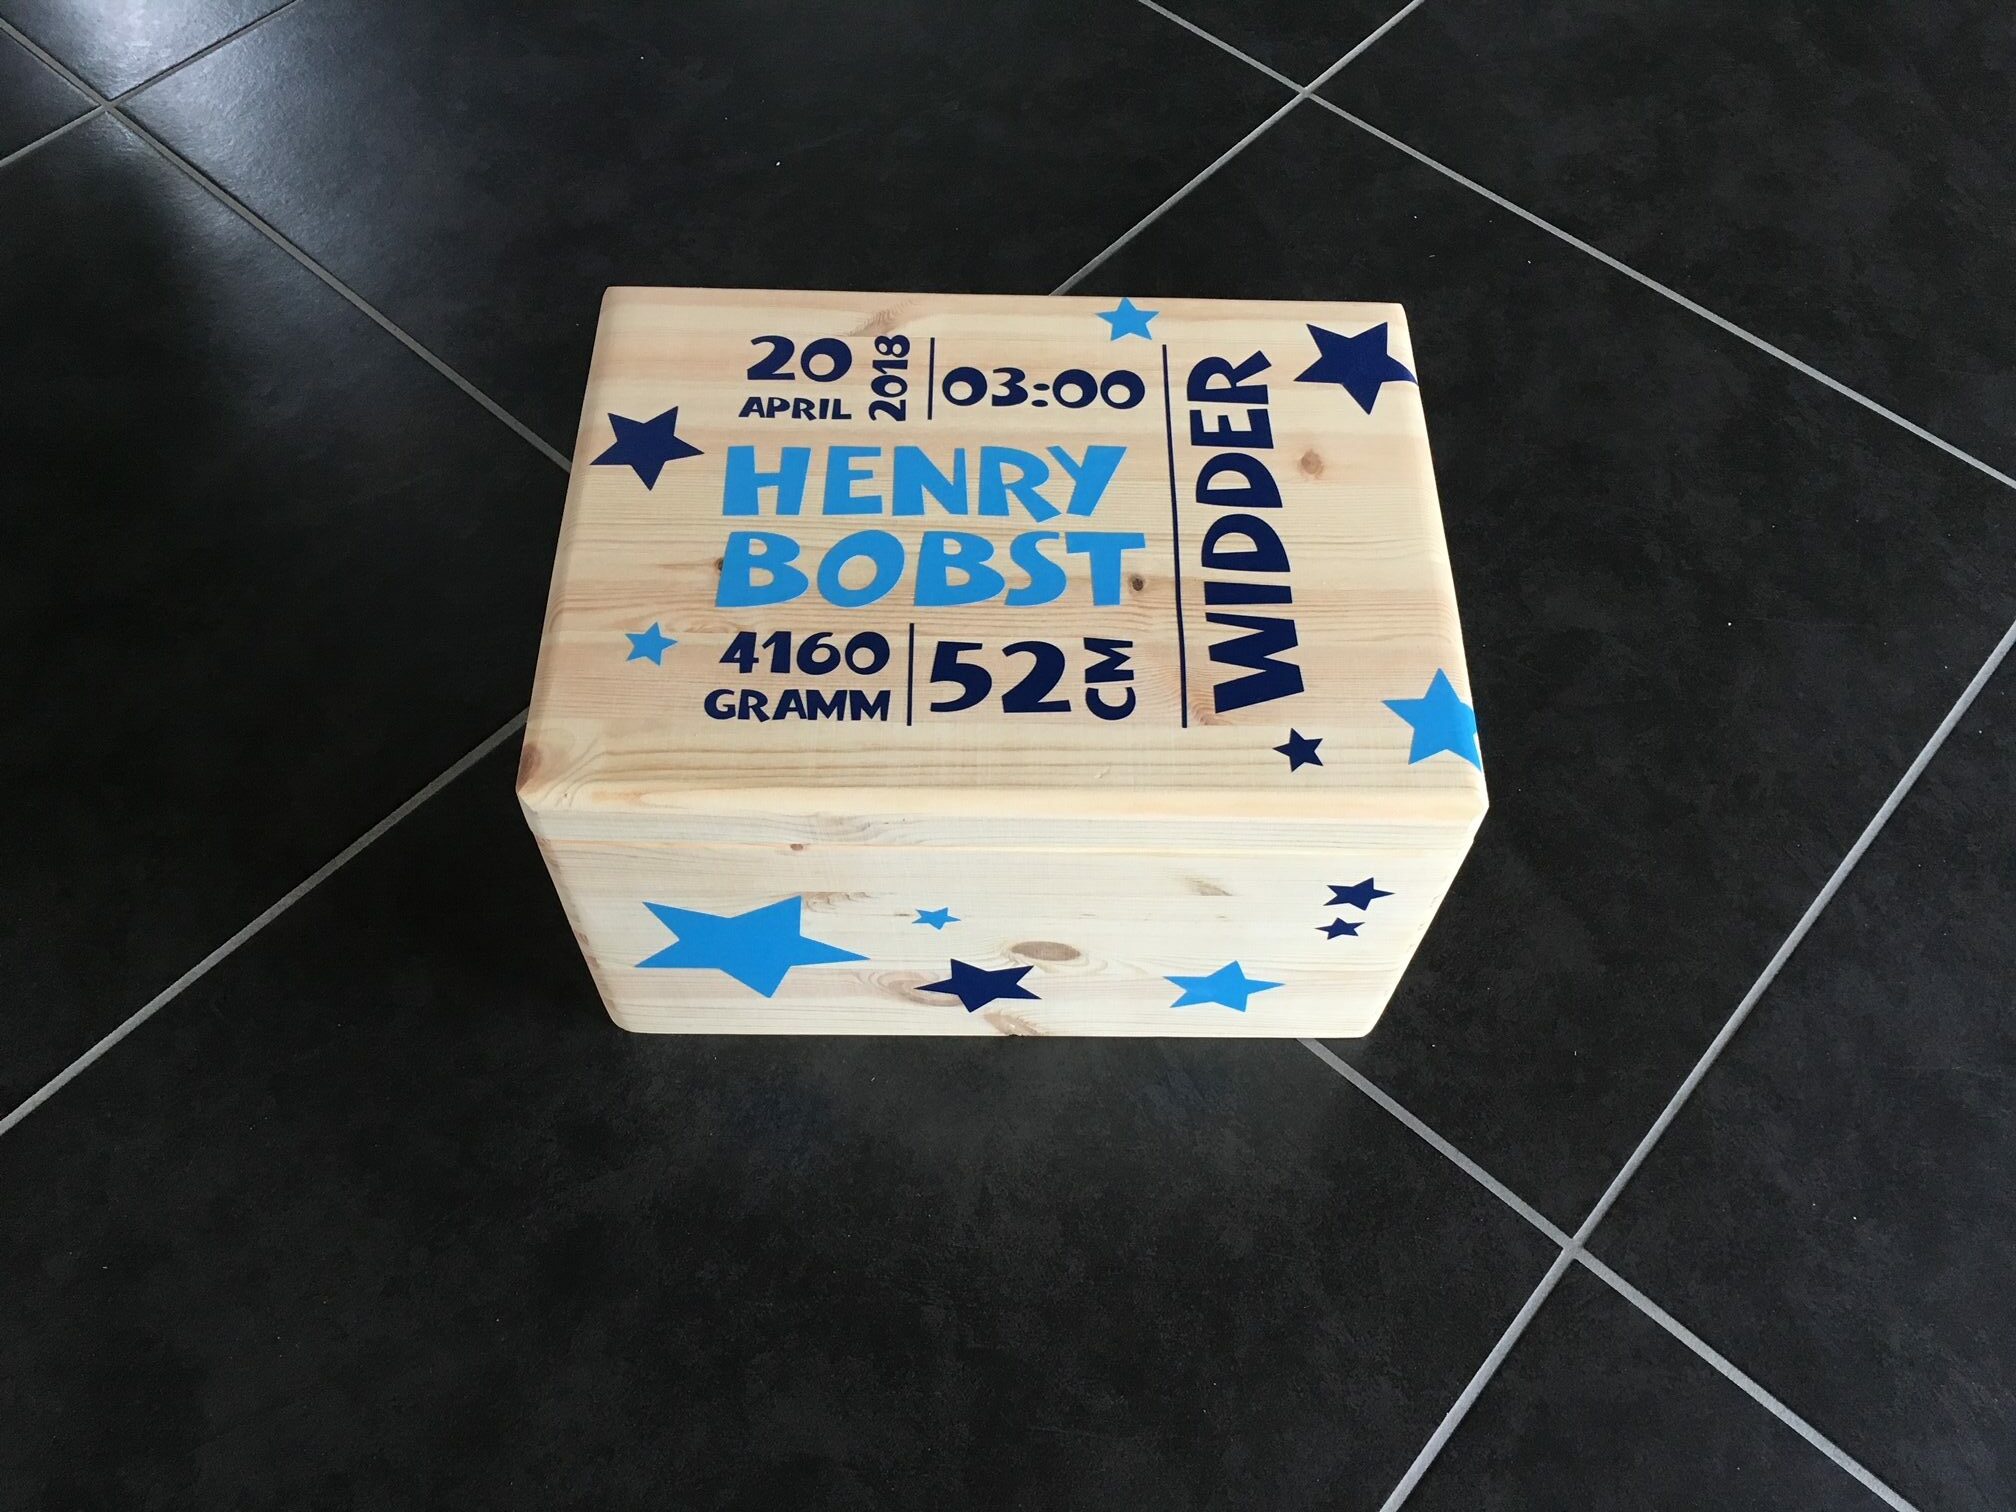 20
APRIL
2018
03:00
HENRY
BOBST
4160
GRAMM
52
CM
WIDDER